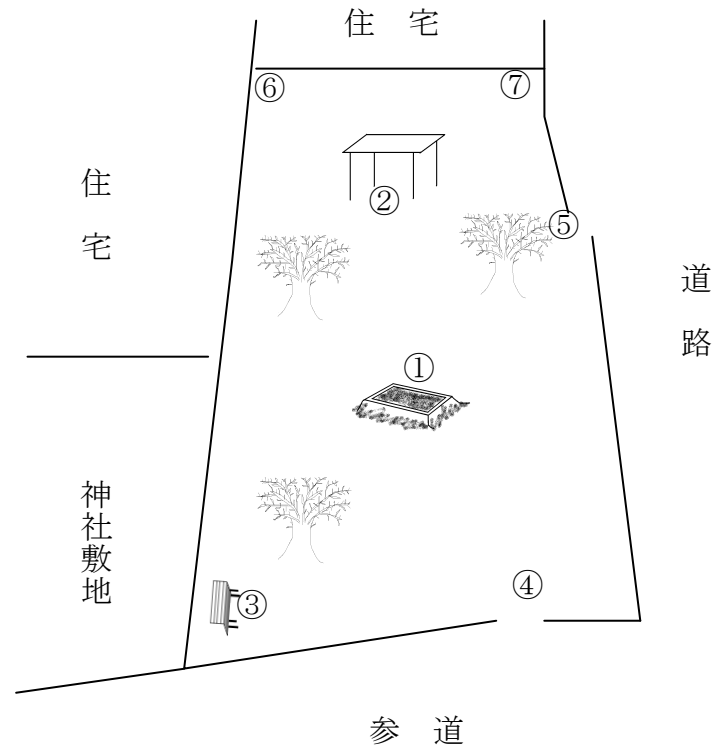 住 宅
⑥
⑦
②
住
宅
⑤
道
路
①
神社敷地
④
③
参 道